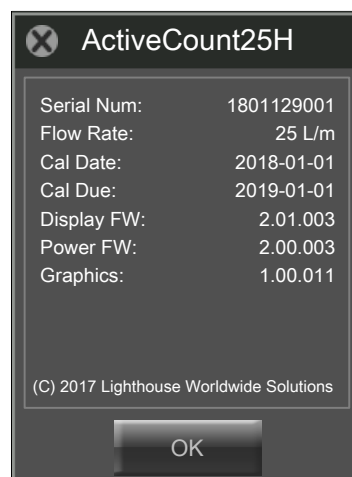 ActiveCount25H
Serial Num: 1801129001
Flow Rate: 25 L/m
Cal Date: 2018-01-01
Cal Due: 2019-01-01
Display FW: 2.01.003
Power FW: 2.00.003
Graphics: 1.00.011
(C) 2017 Lighthouse Worldwide Solutions
OK